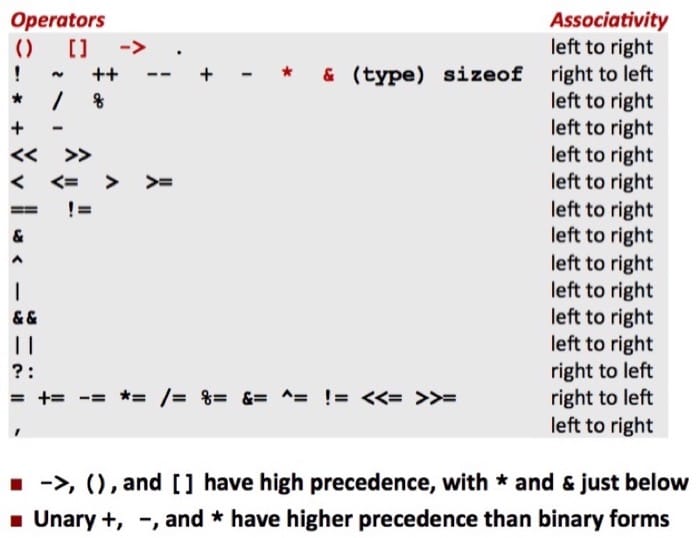 Operators Associativity
() [] -> . left to right
! ~ ++ -- + - * & (type) sizeof right to left
* / % left to right
+ - left to right
<< >> left to right
< <= > >= left to right
== != left to right
& left to right
^ left to right
| left to right
&& left to right
|| left to right
?: right to left
= += -= *= /= %= &= ^= != <<= >>= right to left
, left to right
■ ->, (), and [] have high precedence, with * and & just below
■ Unary +, -, and * have higher precedence than binary forms